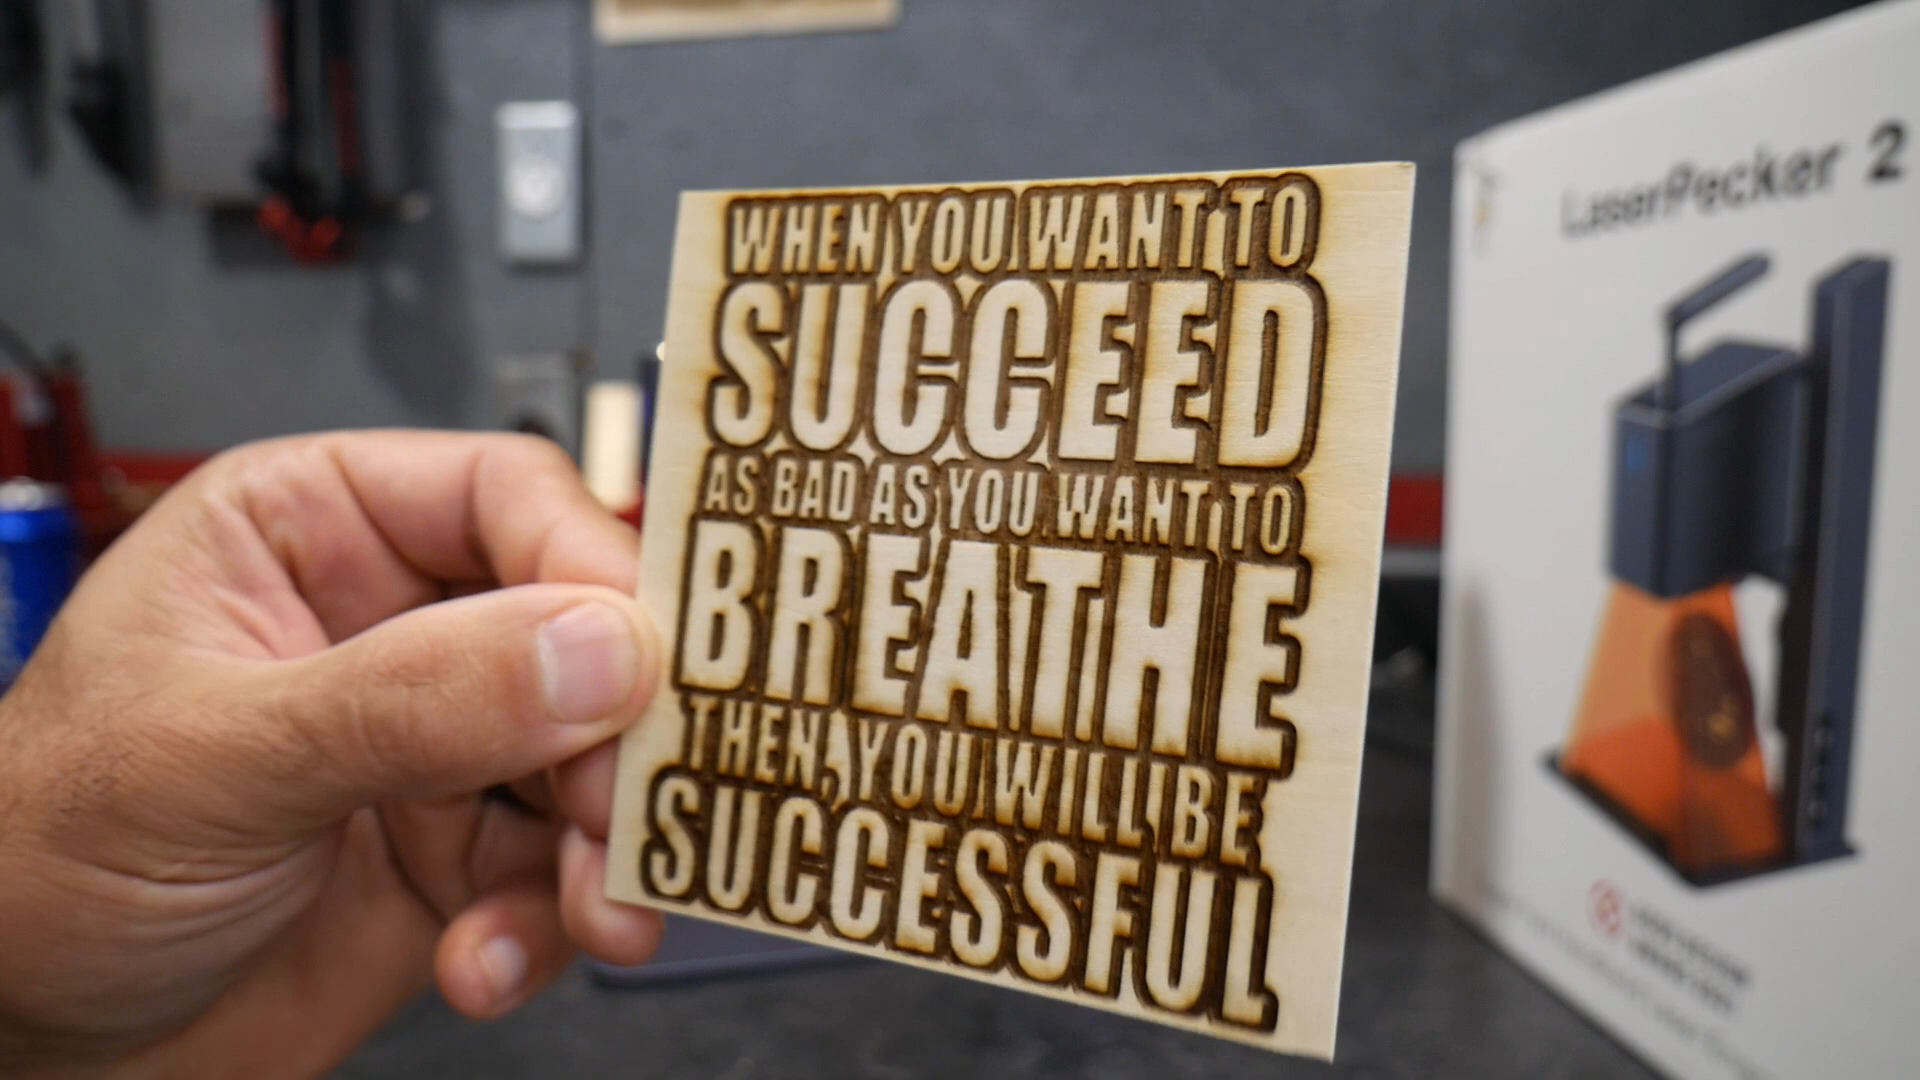 WHEN YOU WANT TO
SUCCEED
AS BAD AS YOU WANT TO
BREATHE
THEN, YOU WILL BE
SUCCESSFUL
LaserPecker 2